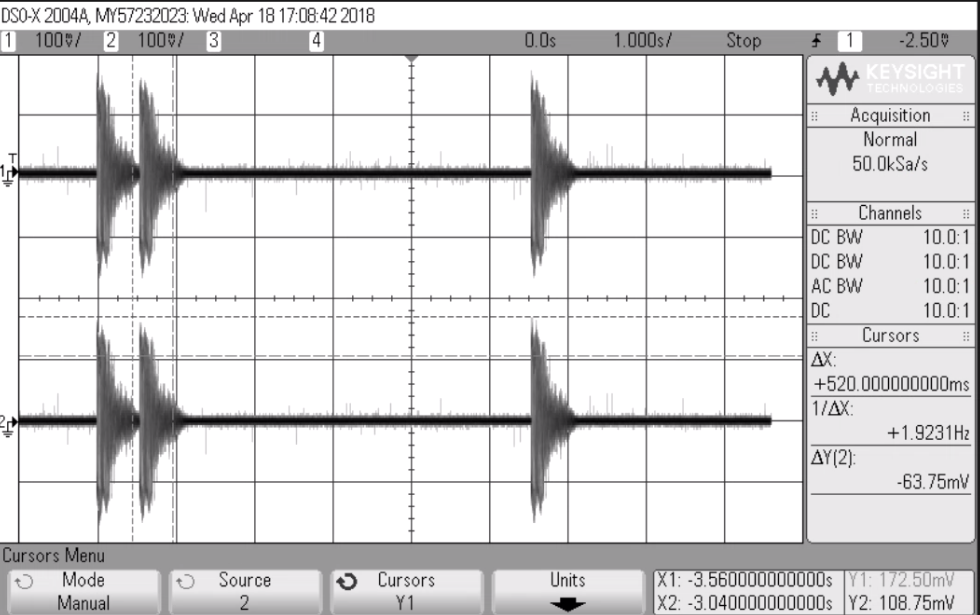 DSO-X 2004A, MY57232023: Wed Apr 18 17:08:42 2018
1 100V/ 2 100V/ 3 4 0.0s 1.000s/ Stop 1 -2.50V
KEYSIGHT
TECHNOLOGIES
Acquisition
Normal
50.0kSa/s
Channels
DC BW 10.0:1
DC BW 10.0:1
AC BW 10.0:1
DC 10.0:1
Cursors
ΔX:
+520.000000000ms
1/ΔX:
+1.9231Hz
ΔY(2):
-63.75mV
T
1
2
Cursors Menu
Mode
Manual
Source
2
Cursors
Y1
Units
X1: -3.560000000000s
X2: -3.040000000000s
Y1: 172.50mV
Y2: 108.75mV